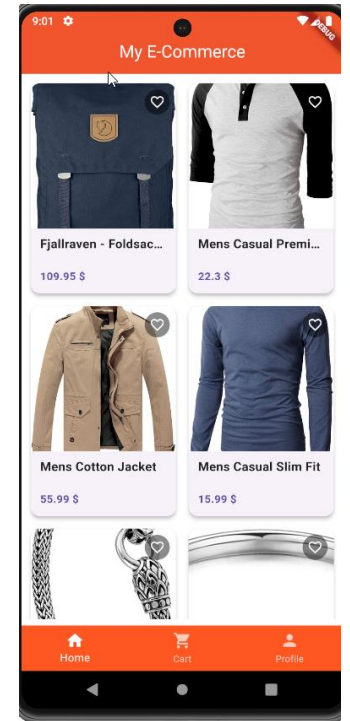 9:01
DEBUG
My E-Commerce
Fjallraven - Foldsac...
109.95 $
Mens Casual Premi...
22.3 $
Mens Cotton Jacket
55.99 $
Mens Casual Slim Fit
15.99 $
Home
Cart
Profile